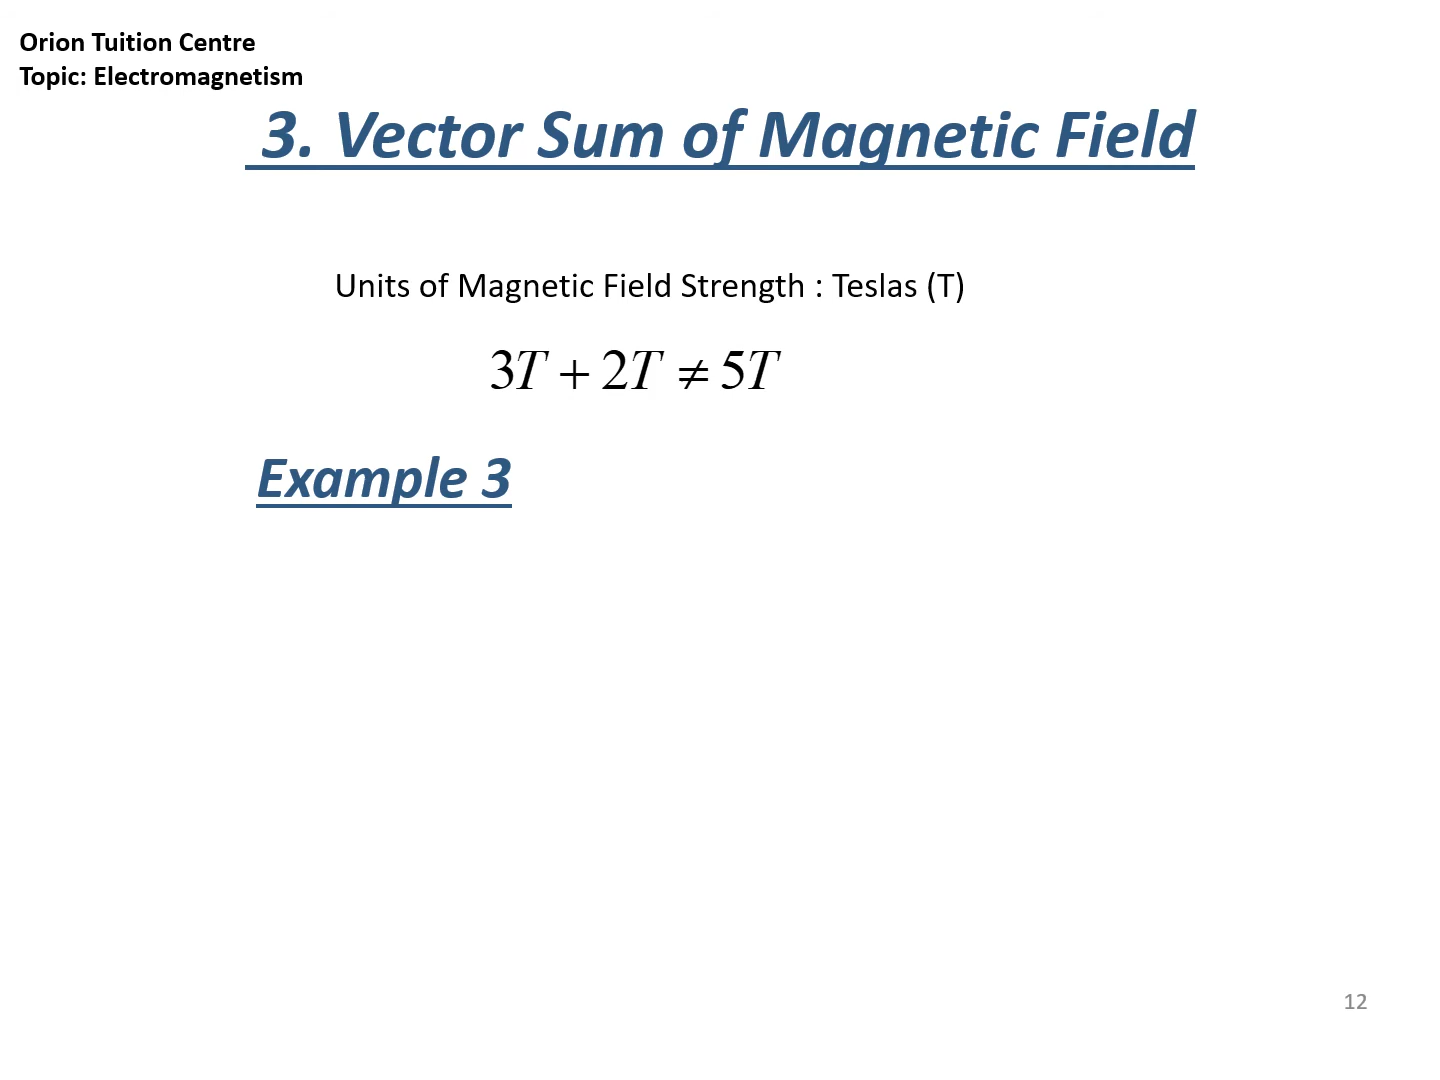 Orion Tuition Centre
Topic: Electromagnetism
3. Vector Sum of Magnetic Field
Units of Magnetic Field Strength : Teslas (T)
3T + 2T ≠ 5T
Example 3
12